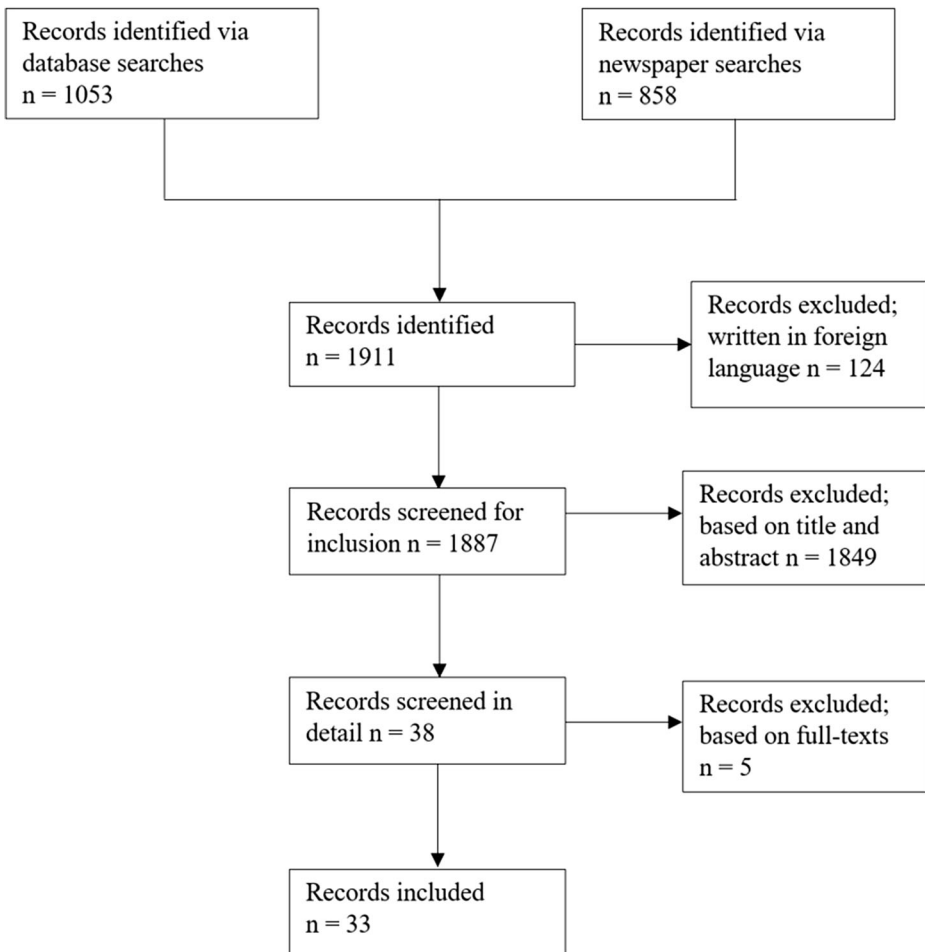 Records identified via
database searches
n = 1053
Records identified via
newspaper searches
n = 858
Records identified
n = 1911
Records excluded;
written in foreign
language n = 124
Records screened for
inclusion n = 1887
Records excluded;
based on title and
abstract n = 1849
Records screened in
detail n = 38
Records excluded;
based on full-texts
n = 5
Records included
n = 33